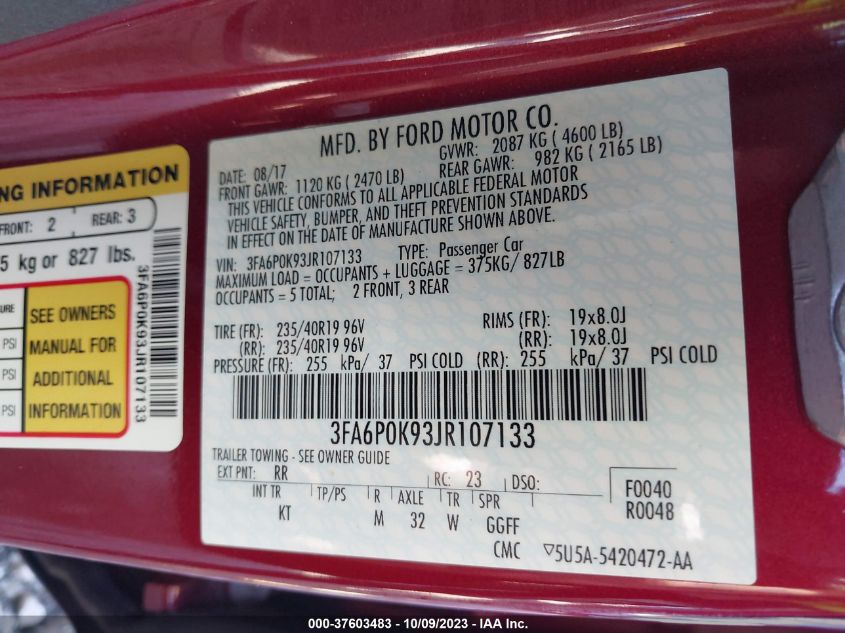 NG INFORMATION
FRONT: 2 REAR: 3
5 kg or 827 lbs.
SURE
PSI
PSI
PSI
SEE OWNERS
MANUAL FOR
ADDITIONAL
INFORMATION
3FA6P0K93JR107133
MFD. BY FORD MOTOR CO.
DATE: 08/17 GVWR: 2087 KG ( 4600 LB)
FRONT GAWR: 1120 KG ( 2470 LB) REAR GAWR: 982 KG ( 2165 LB)
THIS VEHICLE CONFORMS TO ALL APPLICABLE FEDERAL MOTOR
VEHICLE SAFETY, BUMPER, AND THEFT PREVENTION STANDARDS
IN EFFECT ON THE DATE OF MANUFACTURE SHOWN ABOVE.
VIN: 3FA6P0K93JR107133 TYPE: Passenger Car
MAXIMUM LOAD = OCCUPANTS + LUGGAGE = 375KG/ 827LB
OCCUPANTS = 5 TOTAL; 2 FRONT, 3 REAR
TIRE (FR): 235/40R19 96V RIMS (FR): 19x8.0J
(RR): 235/40R19 96V (RR): 19x8.0J
PRESSURE (FR): 255 kPa/ 37 PSI COLD (RR): 255 kPa/ 37 PSI COLD
3FA6P0K93JR107133
TRAILER TOWING - SEE OWNER GUIDE
EXT PNT: RR RC: 23 DSO:
INT TR TP/PS R AXLE TR SPR
KT M 32 W GGFF
F0040
R0048
CMC ▽5U5A-5420472-AA
000-37603483 - 10/09/2023 - IAA Inc.